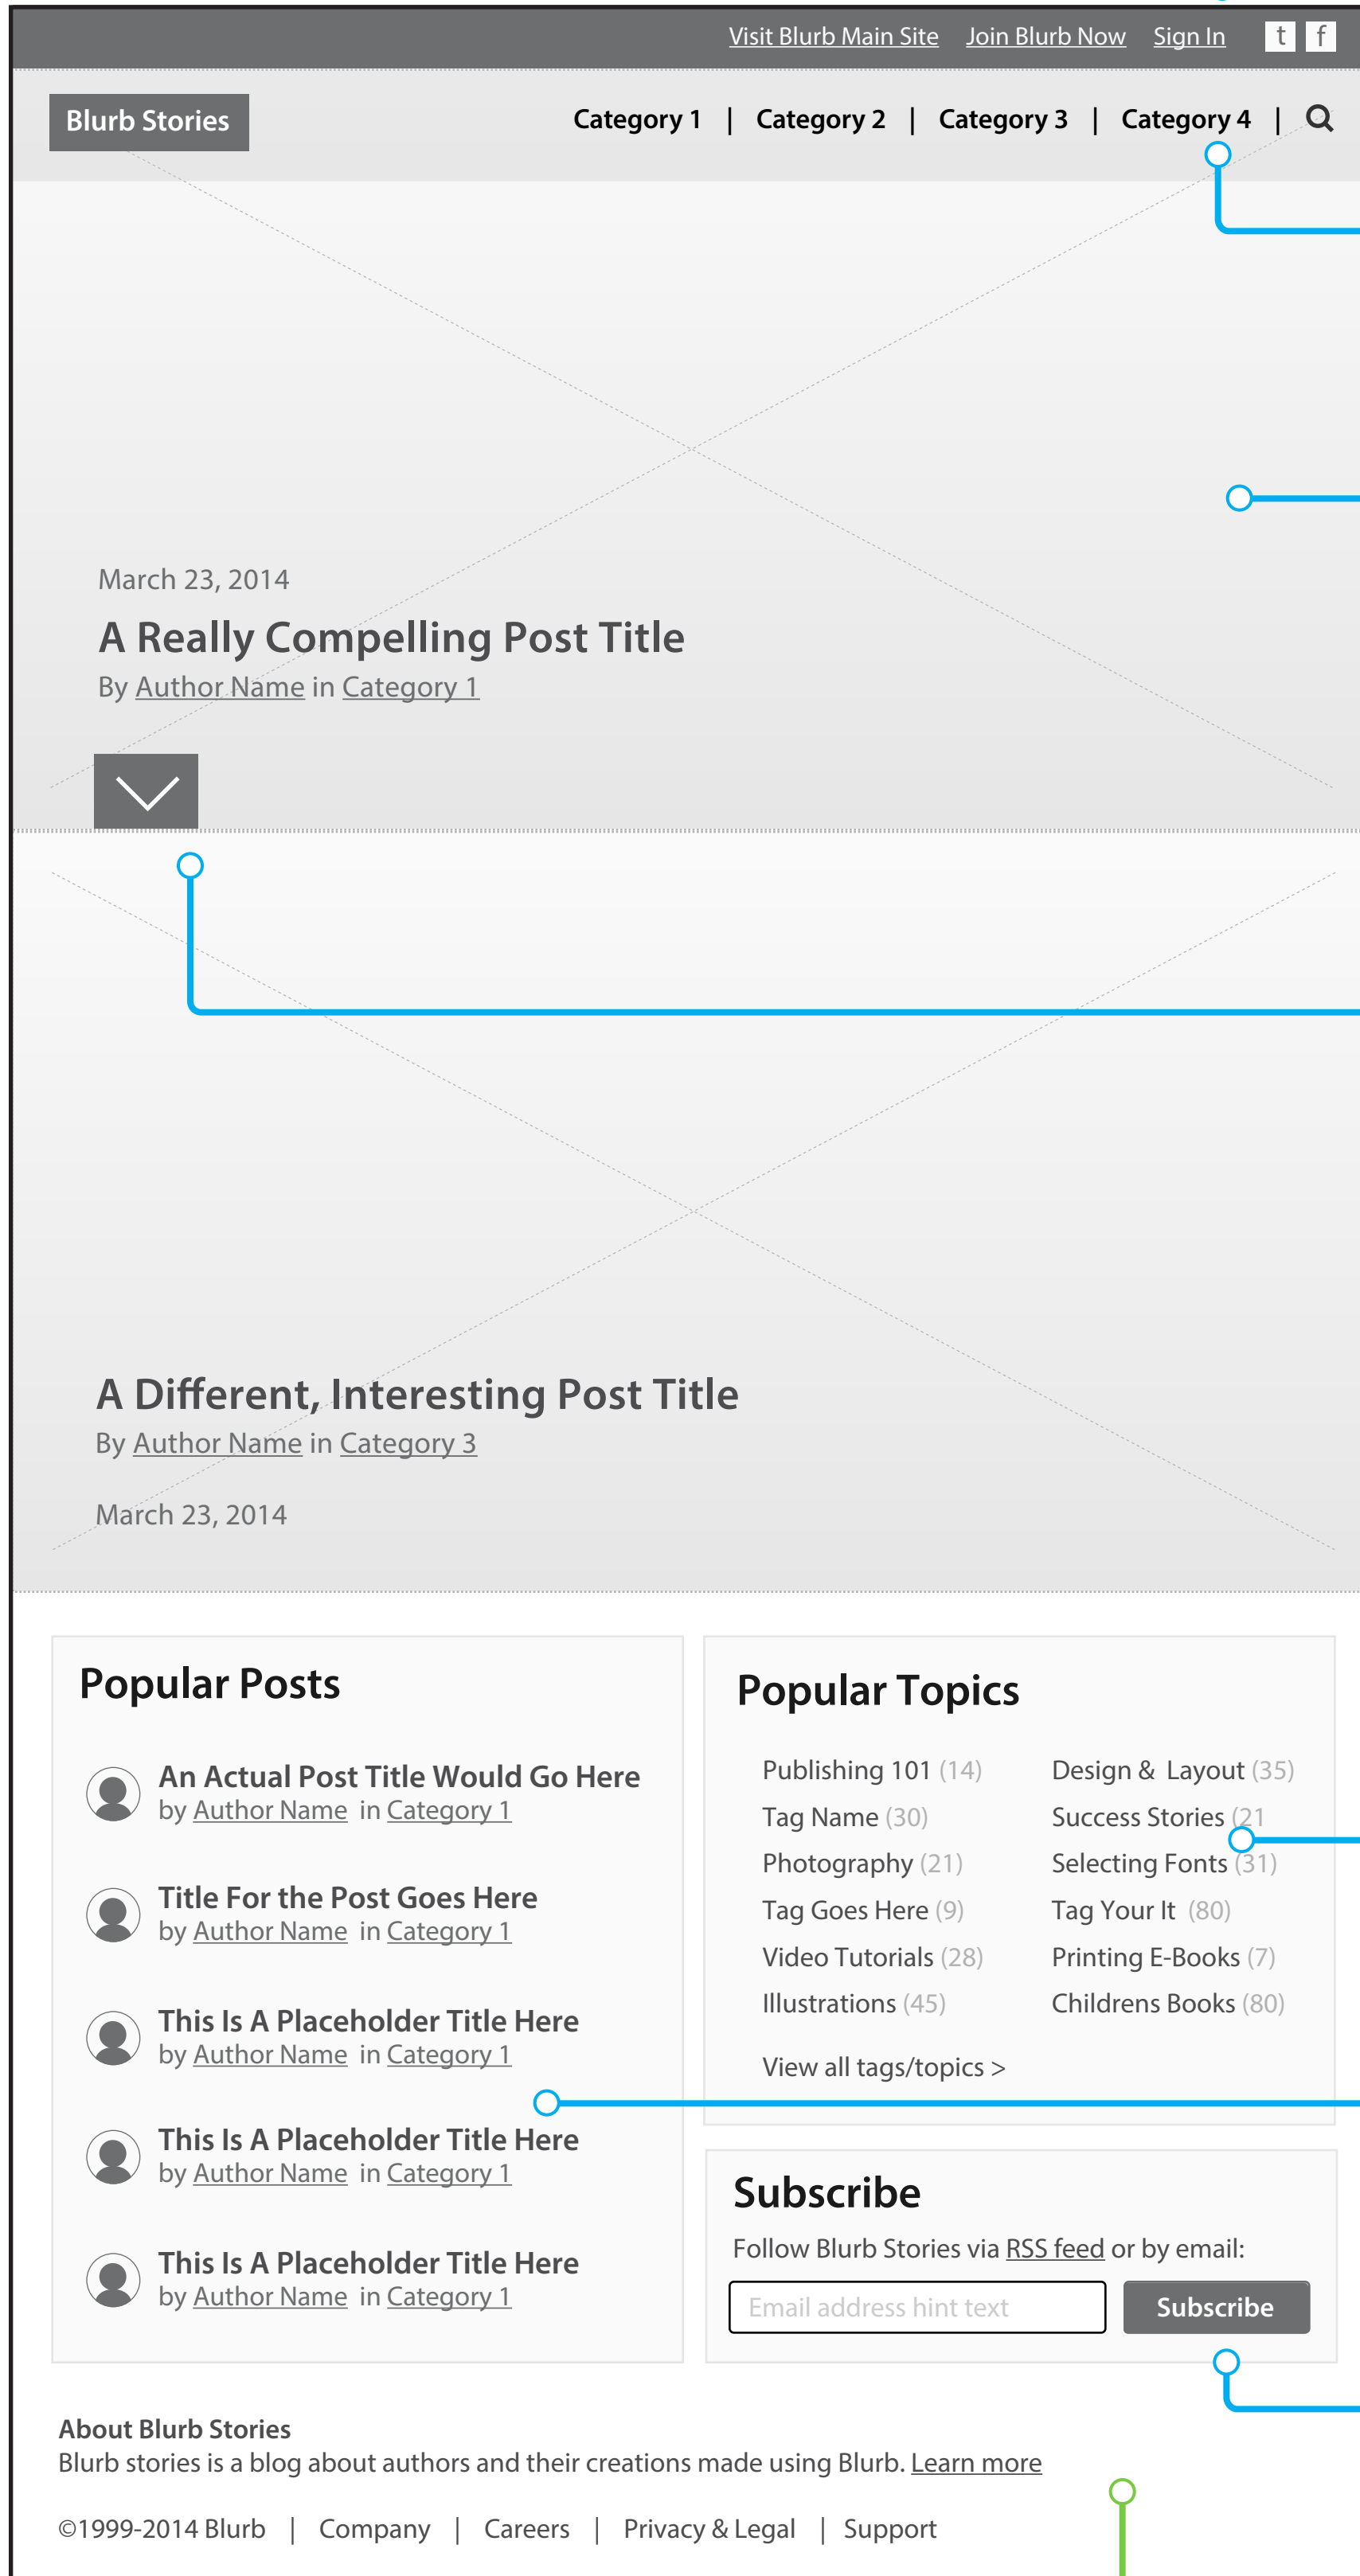 Visit Blurb Main Site Join Blurb Now Sign In t f
Blurb Stories
Category 1 | Category 2 | Category 3 | Category 4 |
March 23, 2014
A Really Compelling Post Title
By Author Name in Category 1
A Different, Interesting Post Title
By Author Name in Category 3
March 23, 2014
Popular Posts
An Actual Post Title Would Go Here
by Author Name in Category 1
Title For the Post Goes Here
by Author Name in Category 1
This Is A Placeholder Title Here
by Author Name in Category 1
This Is A Placeholder Title Here
by Author Name in Category 1
This Is A Placeholder Title Here
by Author Name in Category 1
Popular Topics
Publishing 101 (14)
Tag Name (30)
Photography (21)
Tag Goes Here (9)
Video Tutorials (28)
Illustrations (45)
Design & Layout (35)
Success Stories (21
Selecting Fonts (31)
Tag Your It (80)
Printing E-Books (7)
Childrens Books (80)
View all tags/topics >
Subscribe
Follow Blurb Stories via RSS feed or by email:
Email address hint text
Subscribe
About Blurb Stories
Blurb stories is a blog about authors and their creations made using Blurb. Learn more
©1999-2014 Blurb | Company | Careers | Privacy & Legal | Support